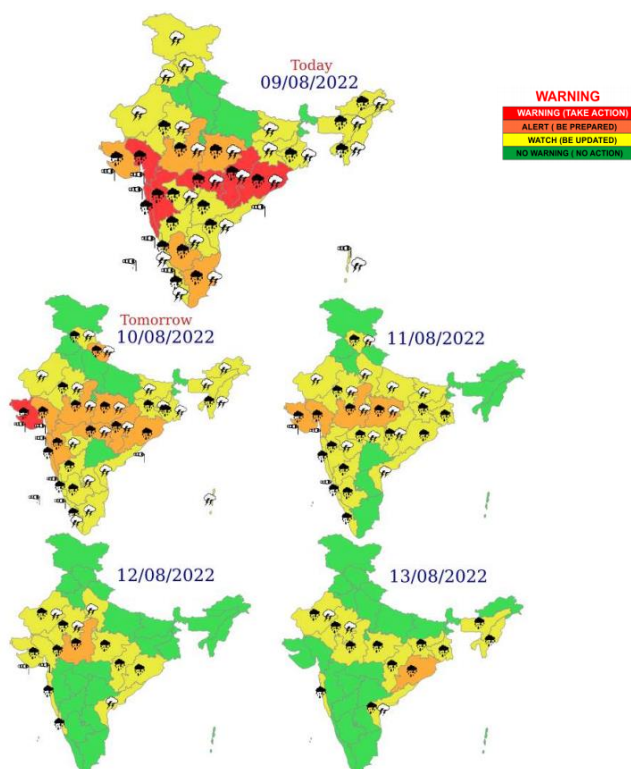 Today
09/08/2022
WARNING
WARNING (TAKE ACTION)
ALERT ( BE PREPARED)
WATCH (BE UPDATED)
NO WARNING ( NO ACTION)
Tomorrow
10/08/2022
11/08/2022
12/08/2022
13/08/2022